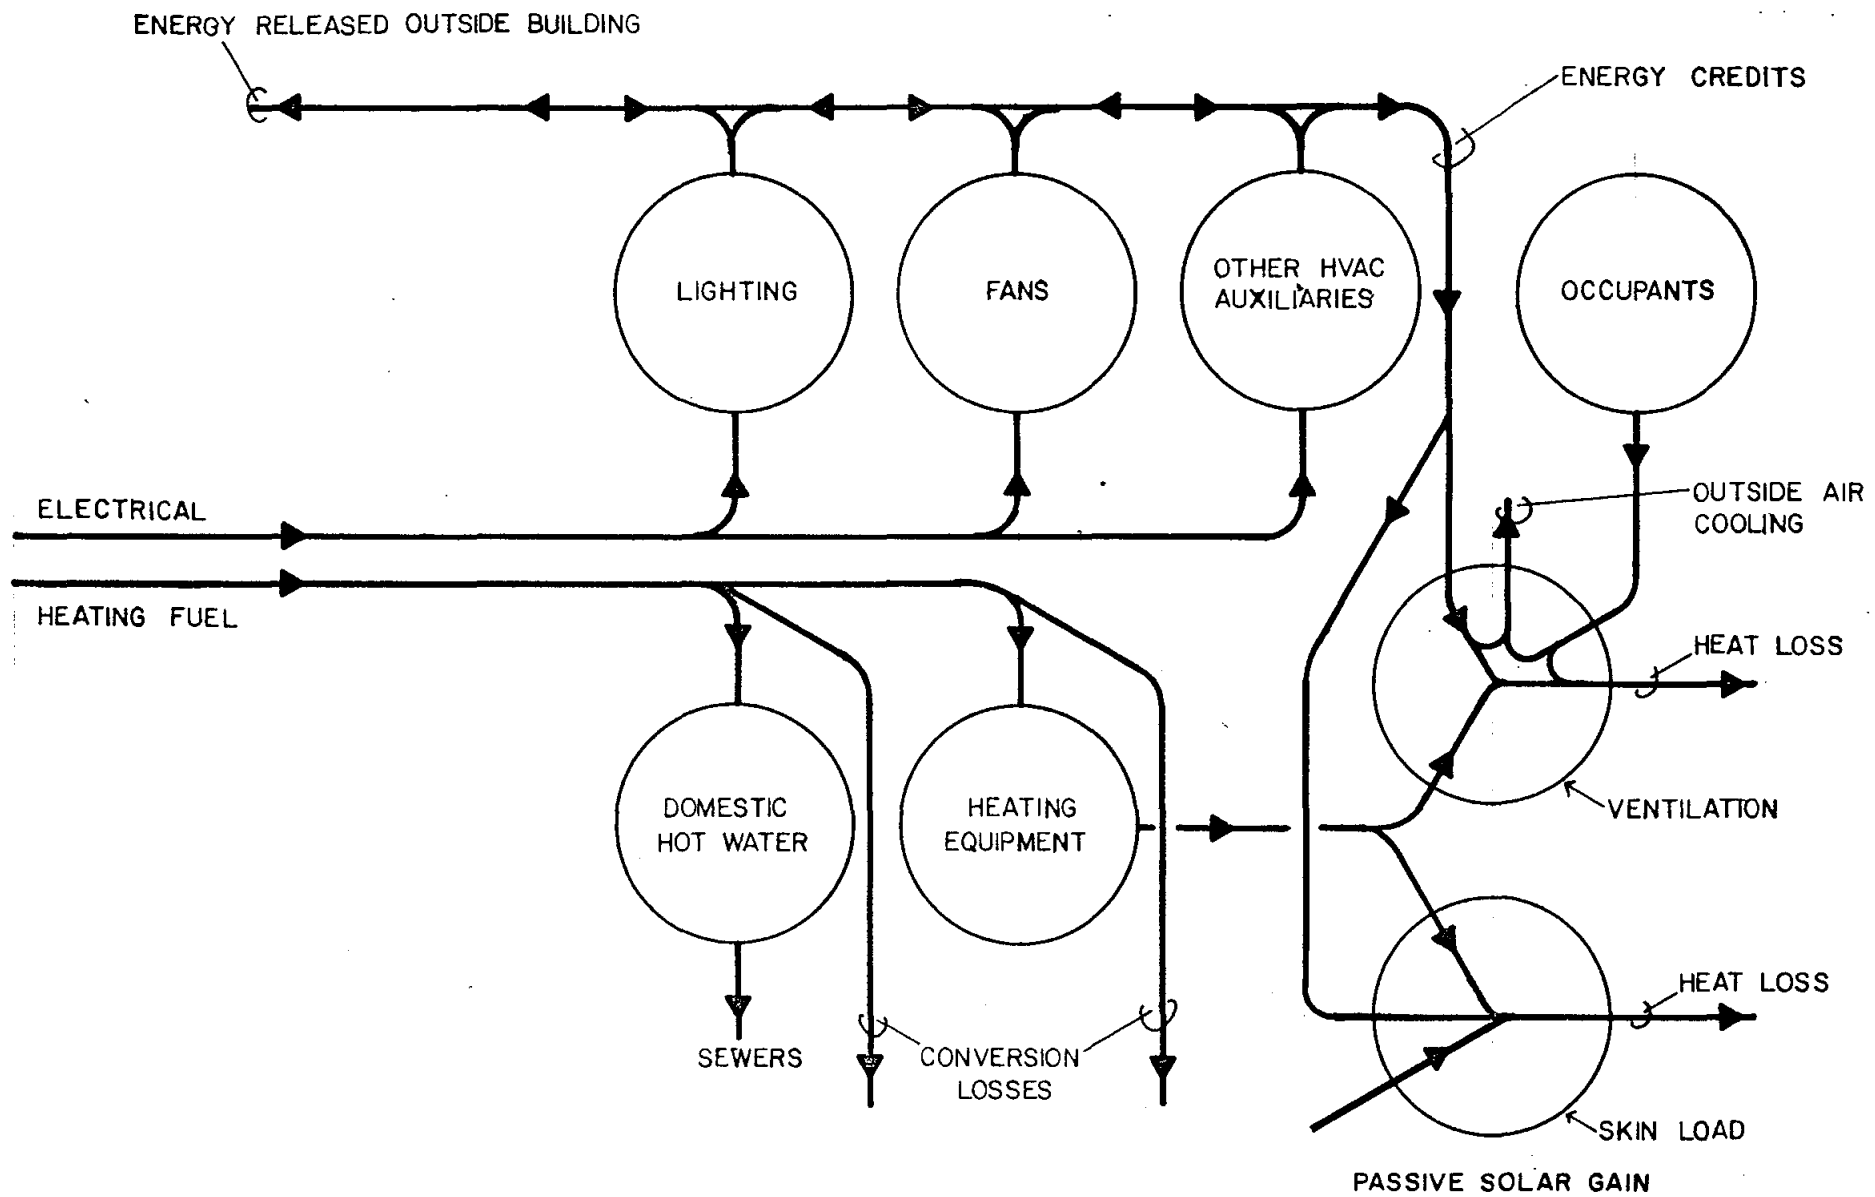 ENERGY RELEASED OUTSIDE BUILDING
ENERGY CREDITS
LIGHTING
FANS
OTHER HVAC
AUXILIARIES
OCCUPANTS
ELECTRICAL
OUTSIDE AIR
COOLING
HEATING FUEL
HEAT LOSS
DOMESTIC
HOT WATER
HEATING
EQUIPMENT
VENTILATION
HEAT LOSS
SEWERS
CONVERSION
LOSSES
SKIN LOAD
PASSIVE SOLAR GAIN